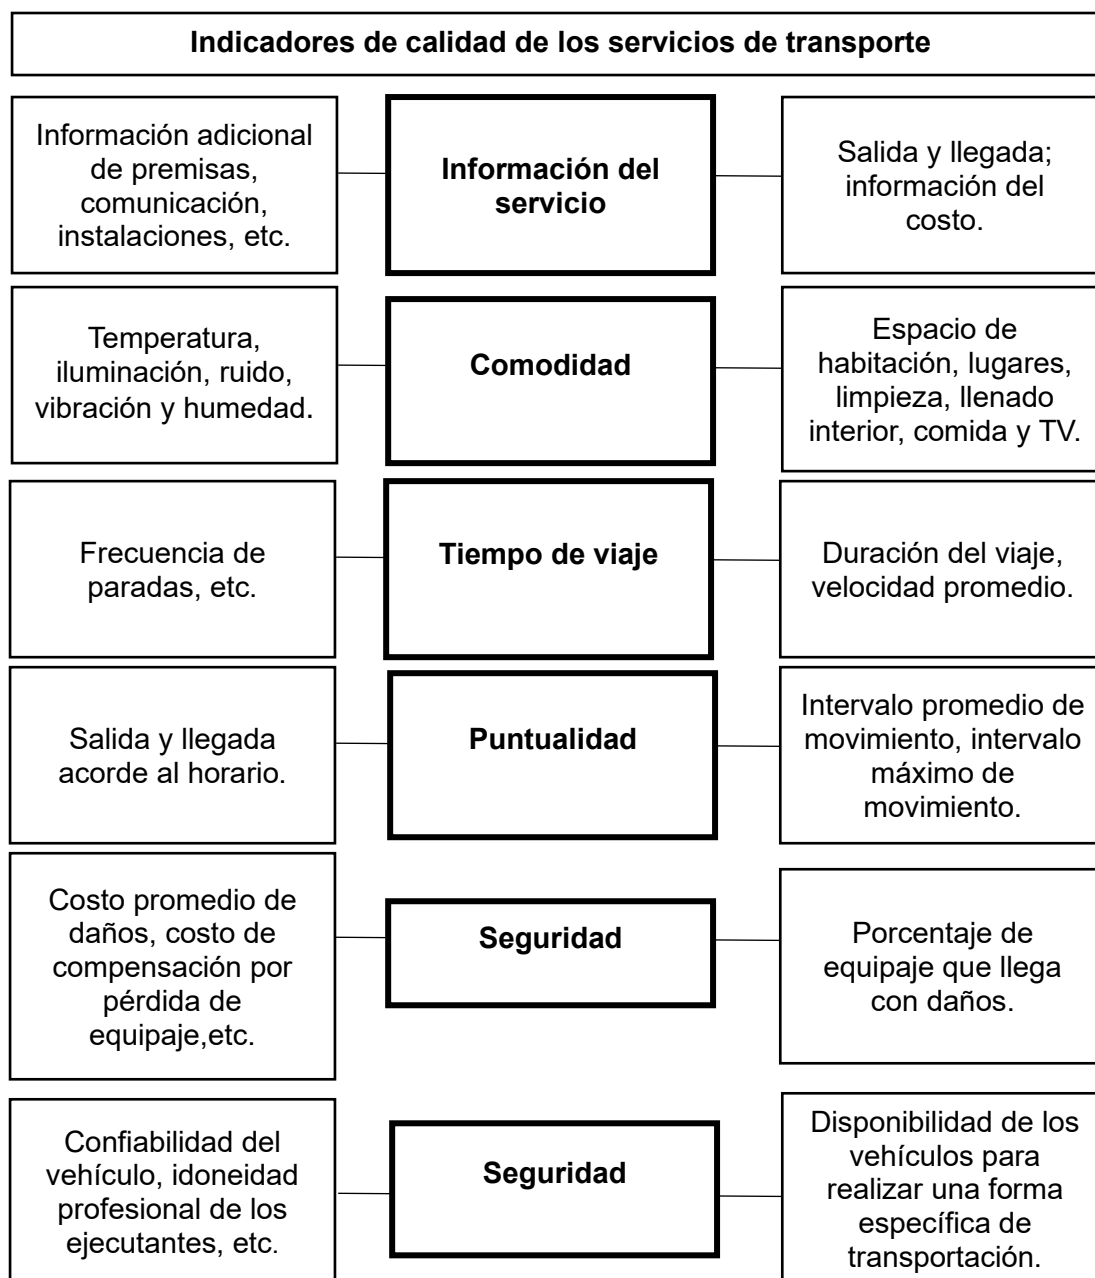 Indicadores de calidad de los servicios de transporte
Información adicional
de premisas,
comunicación,
instalaciones, etc.
Información del
servicio
Salida y llegada;
información del
costo.
Temperatura,
iluminación, ruido,
vibración y humedad.
Comodidad
Espacio de
habitación, lugares,
limpieza, llenado
interior, comida y TV.
Frecuencia de
paradas, etc.
Tiempo de viaje
Duración del viaje,
velocidad promedio.
Salida y llegada
acorde al horario.
Puntualidad
Intervalo promedio de
movimiento, intervalo
máximo de
movimiento.
Costo promedio de
daños, costo de
compensación por
pérdida de
equipaje,etc.
Seguridad
Porcentaje de
equipaje que llega
con daños.
Confiabilidad del
vehículo, idoneidad
profesional de los
ejecutantes, etc.
Seguridad
Disponibilidad de los
vehículos para
realizar una forma
específica de
transportación.